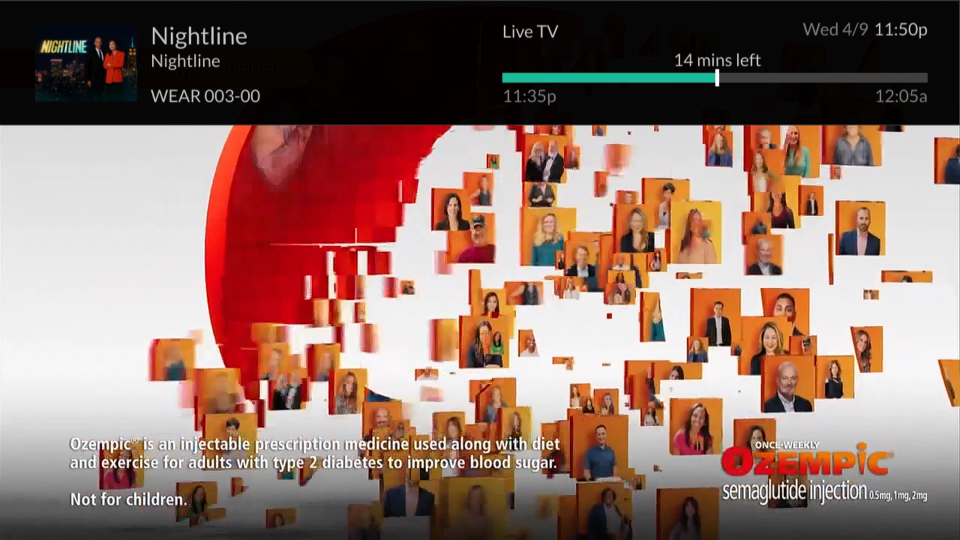 NIGHTLINE
Nightline
Nightline
WEAR 003-00
Live TV
Wed 4/9 11:50p
14 mins left
11:35p
12:05a
Ozempic® is an injectable prescription medicine used along with diet
and exercise for adults with type 2 diabetes to improve blood sugar.
Not for children.
ONCE-WEEKLY
OZEMPIC®
semaglutide injection 0.5mg, 1mg, 2mg